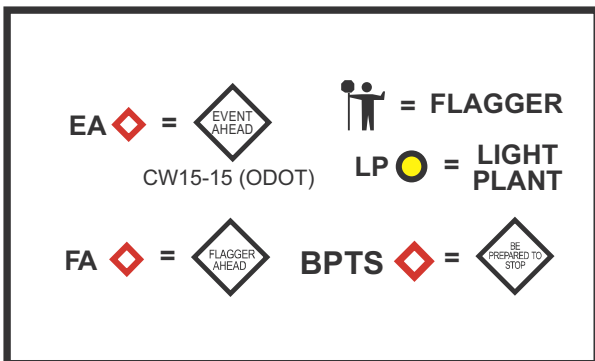 EA = EVENT
AHEAD
CW15-15 (ODOT)
= FLAGGER
LP = LIGHT
PLANT
FA = FLAGGER
AHEAD
BPTS = BE
PREPARED TO
STOP